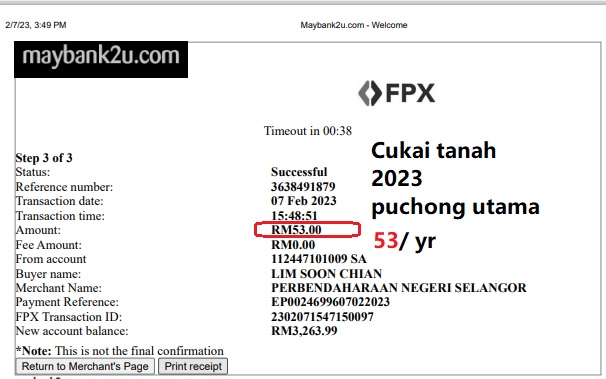 2/7/23, 3:49 PM Maybank2u.com - Welcome
maybank2u.com
FPX
Timeout in 00:38
Step 3 of 3
Status: Successful
Reference number: 3638491879
Transaction date: 07 Feb 2023
Transaction time: 15:48:51
Amount: RM53.00
Fee Amount: RM0.00
From account 112447101009 SA
Buyer name: LIM SOON CHIAN
Merchant Name: PERBENDAHARAAN NEGERI SELANGOR
Payment Reference: EP0024699607022023
FPX Transaction ID: 2302071547150097
New account balance: RM3,263.99
*Note: This is not the final confirmation
Return to Merchant's Page Print receipt
Cukai tanah
2023
puchong utama
53/ yr